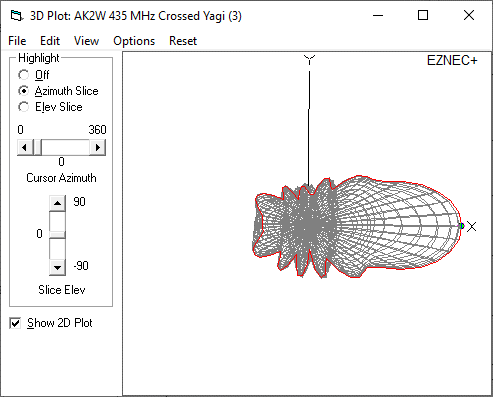 3D Plot: AK2W 435 MHz Crossed Yagi (3)
File Edit View Options Reset
Highlight
Off
Azimuth Slice
Elev Slice
0 360
0
Cursor Azimuth
90
0
-90
Slice Elev
Show 2D Plot
EZNEC+
Y
X